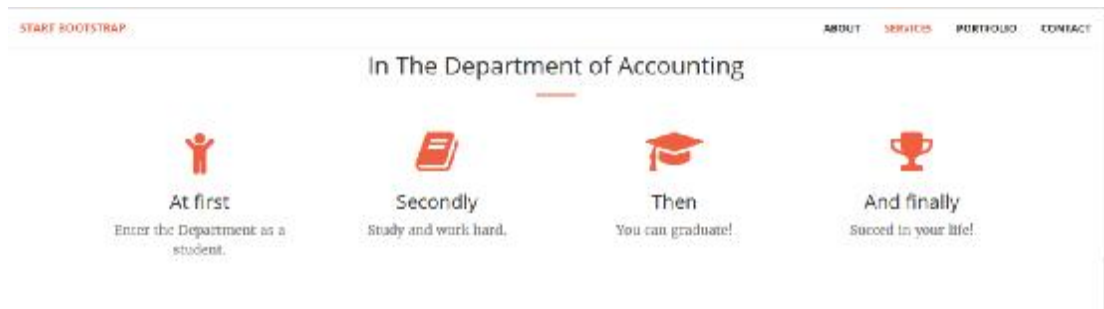 START BOOTSTRAP
ABOUT SERVICES PORTFOLIO CONTACT
In The Department of Accounting
At first
Secondly
Then
And finally
Enter the Department as a
student.
Study and work hard.
You can graduate!
Succed in your life!